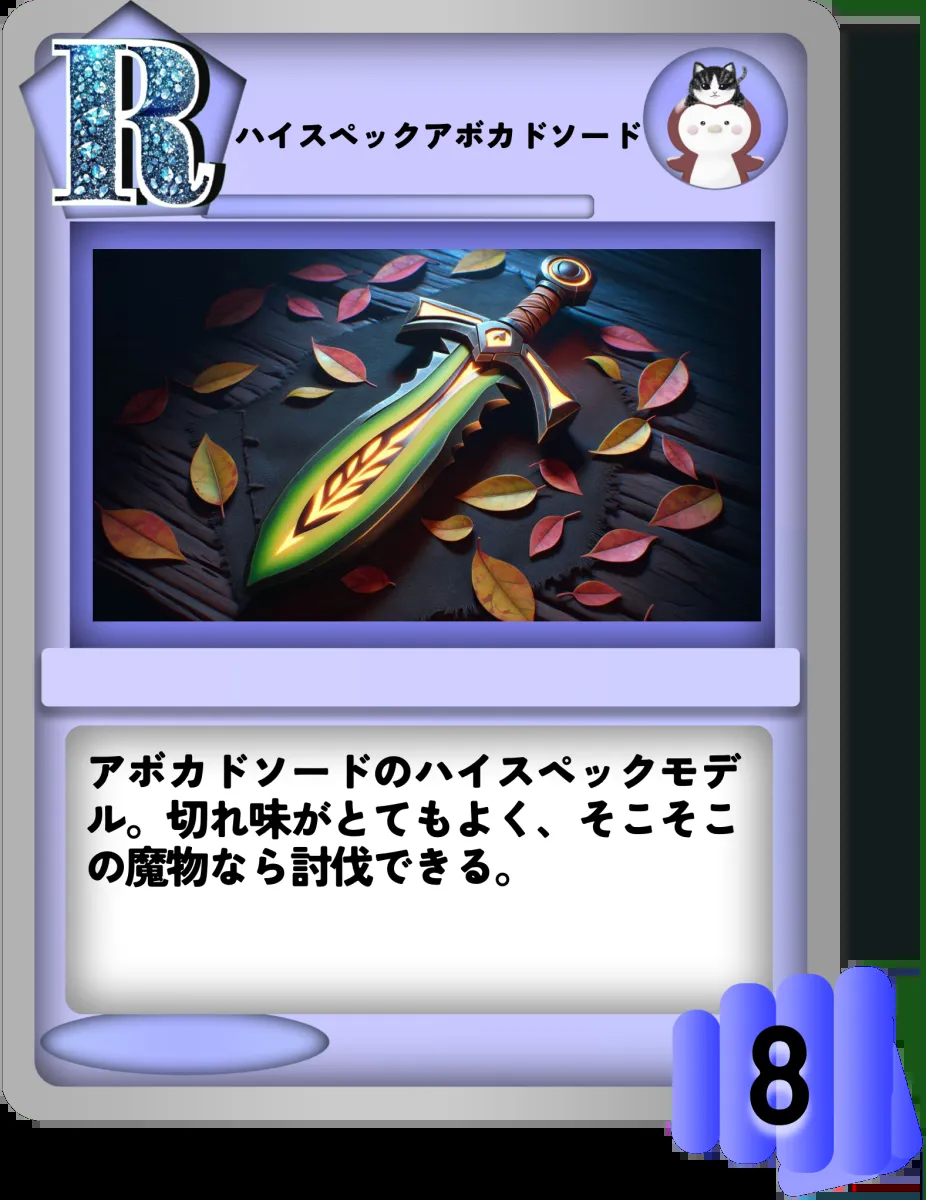 R
ハイスペックアボカドソード
アボカドソードのハイスペックモデ
ル。切れ味がとてもよく、そこそこ
の魔物なら討伐できる。
8